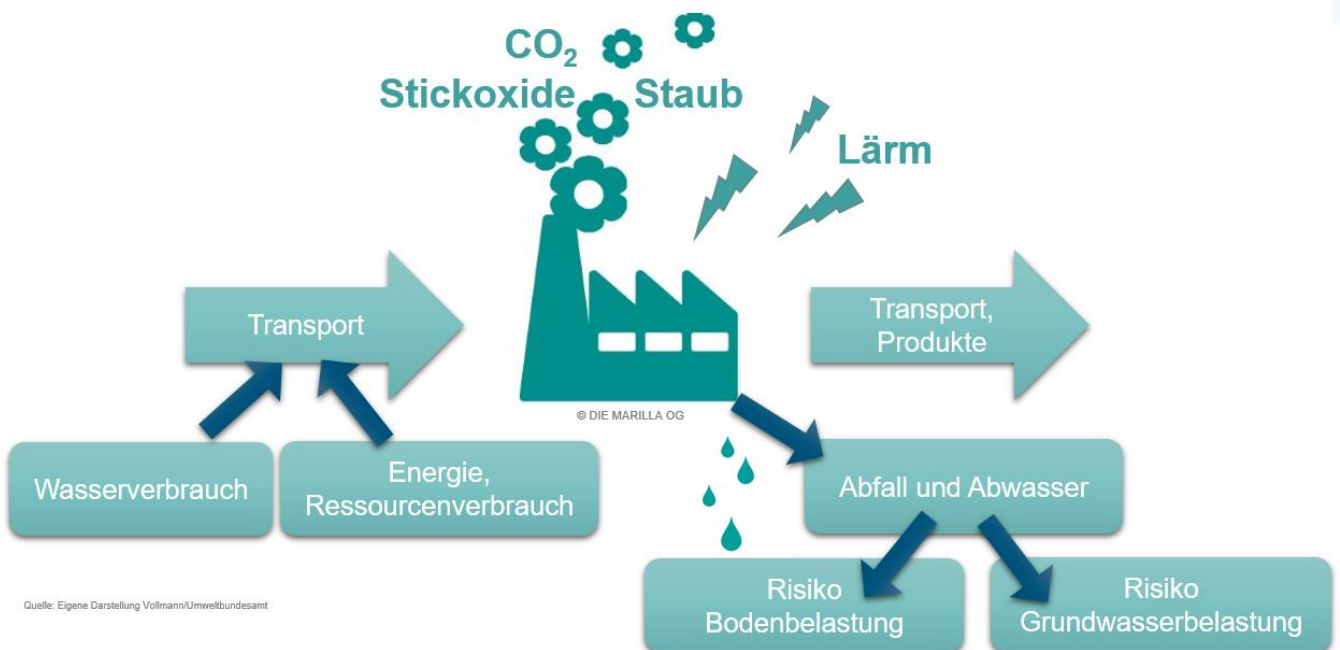 CO₂
Stickoxide Staub
Lärm
Transport
Transport,
Produkte
© DIE MARILLA OG
Wasserverbrauch
Energie,
Ressourcenverbrauch
Abfall und Abwasser
Risiko
Bodenbelastung
Risiko
Grundwasserbelastung
Quelle: Eigene Darstellung Vollmann/Umweltbundesamt